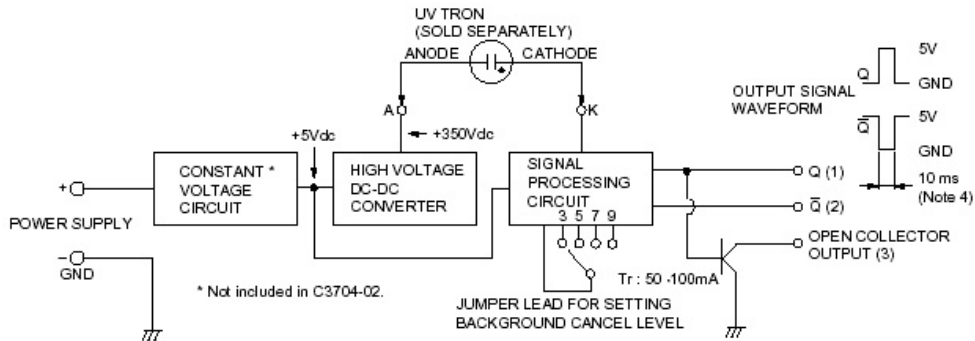 UV TRON
(SOLD SEPARATELY)
ANODE
CATHODE
A
K
+5Vdc
+350Vdc
OUTPUT SIGNAL
WAVEFORM
Q
5V
GND
Q̅
5V
GND
10 ms
(Note 4)
POWER SUPPLY
+
−
GND
CONSTANT *
VOLTAGE
CIRCUIT
HIGH VOLTAGE
DC-DC
CONVERTER
SIGNAL
PROCESSING
CIRCUIT
3 5 7 9
Q (1)
Q̅ (2)
OPEN COLLECTOR
OUTPUT (3)
Tr : 50 -100mA
* Not included in C3704-02.
JUMPER LEAD FOR SETTING
BACKGROUND CANCEL LEVEL